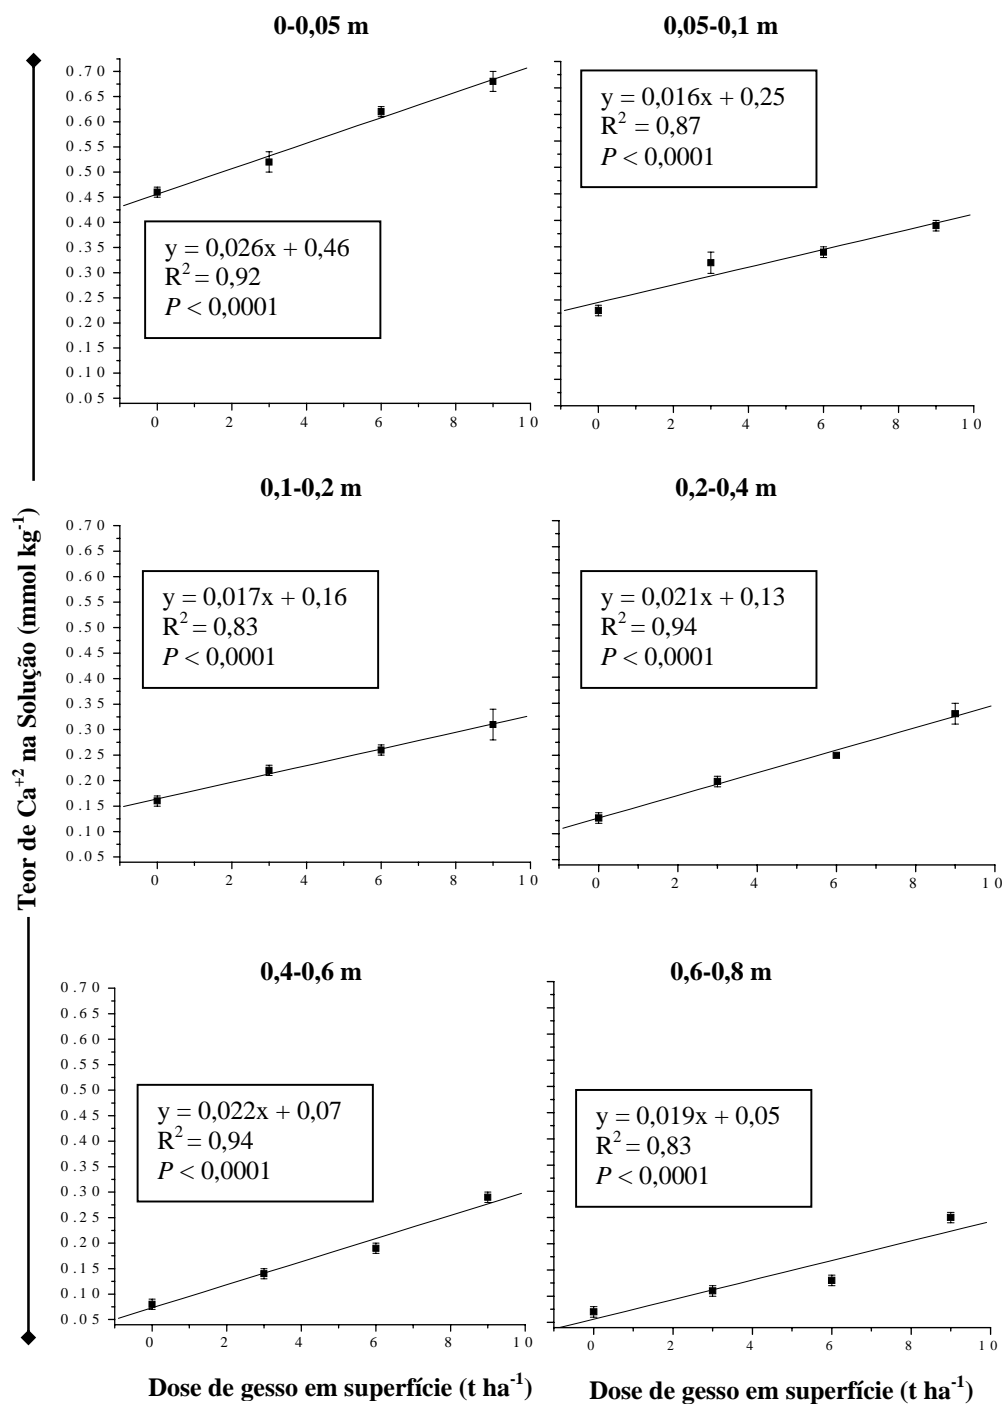 0-0,05 m
0,05-0,1 m
0.70
0.65
0.60
0.55
0.50
0.45
0.40
0.35
0.30
0.25
0.20
0.15
0.10
0.05
y = 0,026x + 0,46
R² = 0,92
P < 0,0001
0 2 4 6 8 10
y = 0,016x + 0,25
R² = 0,87
P < 0,0001
0 2 4 6 8 10
0,1-0,2 m
0,2-0,4 m
0.70
0.65
0.60
0.55
0.50
0.45
0.40
0.35
0.30
0.25
0.20
0.15
0.10
0.05
y = 0,017x + 0,16
R² = 0,83
P < 0,0001
0 2 4 6 8 10
y = 0,021x + 0,13
R² = 0,94
P < 0,0001
0 2 4 6 8 10
Teor de Ca⁺² na Solução (mmol kg⁻¹)
0,4-0,6 m
0,6-0,8 m
0.70
0.65
0.60
0.55
0.50
0.45
0.40
0.35
0.30
0.25
0.20
0.15
0.10
0.05
y = 0,022x + 0,07
R² = 0,94
P < 0,0001
0 2 4 6 8 10
y = 0,019x + 0,05
R² = 0,83
P < 0,0001
0 2 4 6 8 10
Dose de gesso em superfície (t ha⁻¹)
Dose de gesso em superfície (t ha⁻¹)